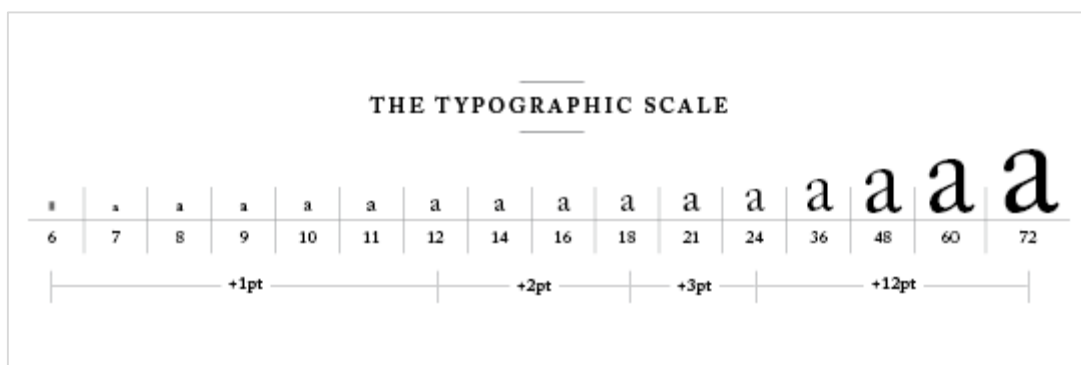 THE TYPOGRAPHIC SCALE
a a a a a a a a a a a a a a a
6 7 8 9 10 11 12 14 16 18 21 24 36 48 60 72
+1pt +2pt +3pt +12pt